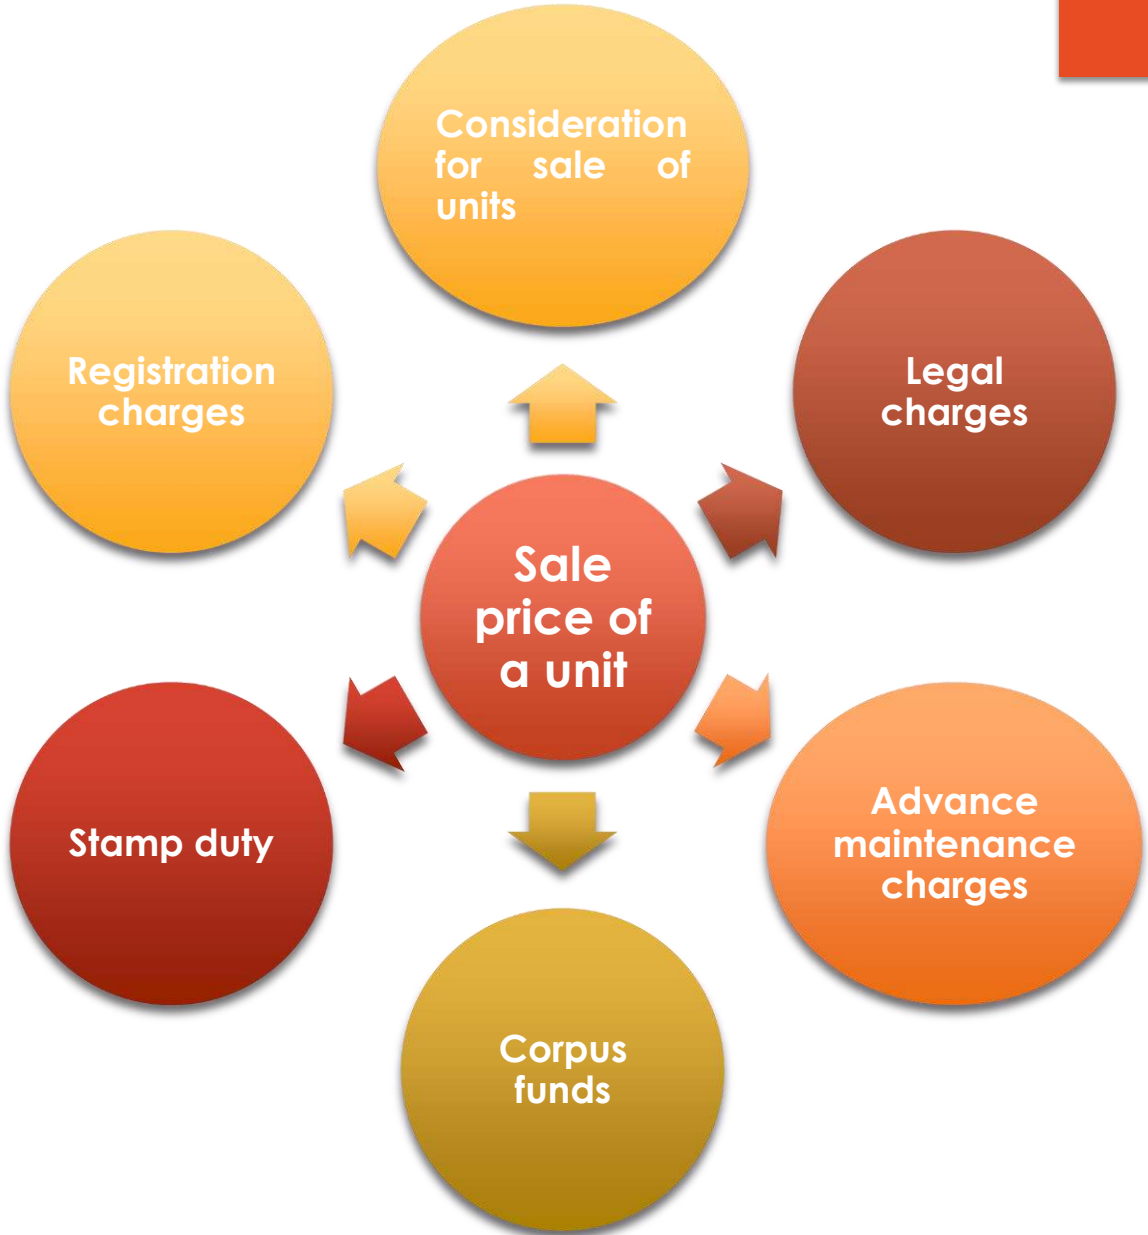 Consideration
for sale of
units
Registration
charges
Legal
charges
Sale
price of
a unit
Stamp duty
Advance
maintenance
charges
Corpus
funds